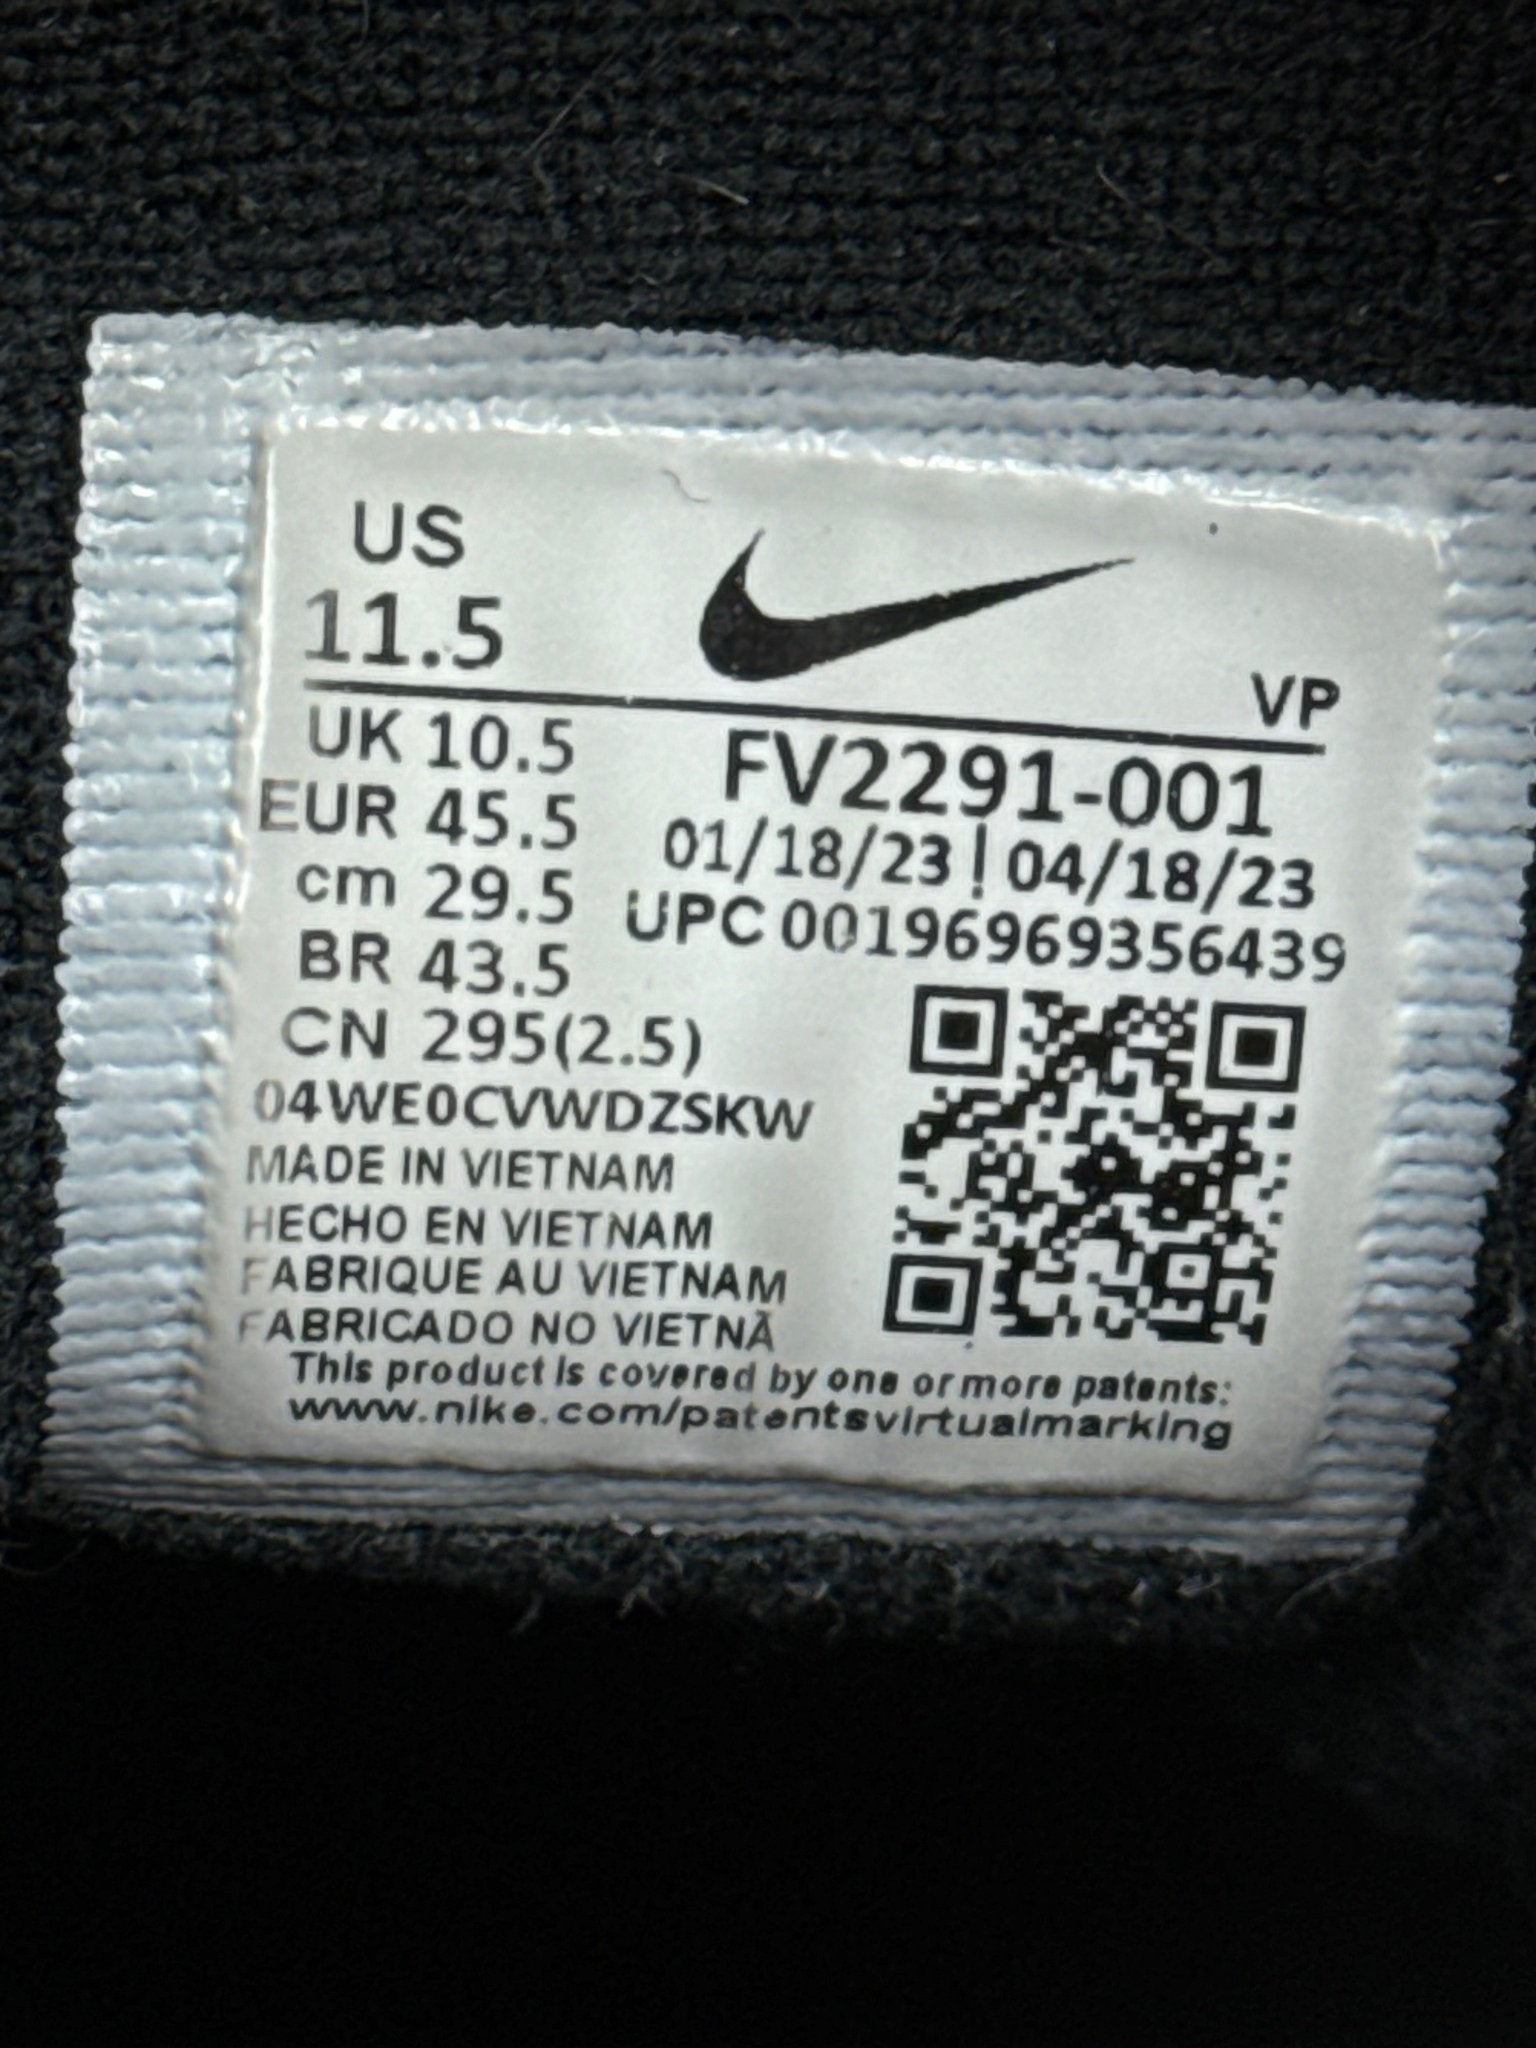 US
11.5
VP
UK 10.5
EUR 45.5
cm 29.5
BR 43.5
CN 295(2.5)
FV2291-001
01/18/23 | 04/18/23
UPC 00196969356439
04WE0CVWDZSKW
MADE IN VIETNAM
HECHO EN VIETNAM
FABRIQUE AU VIETNAM
FABRICADO NO VIETNÃ
This product is covered by one or more patents:
www.nike.com/patentsvirtualmarking